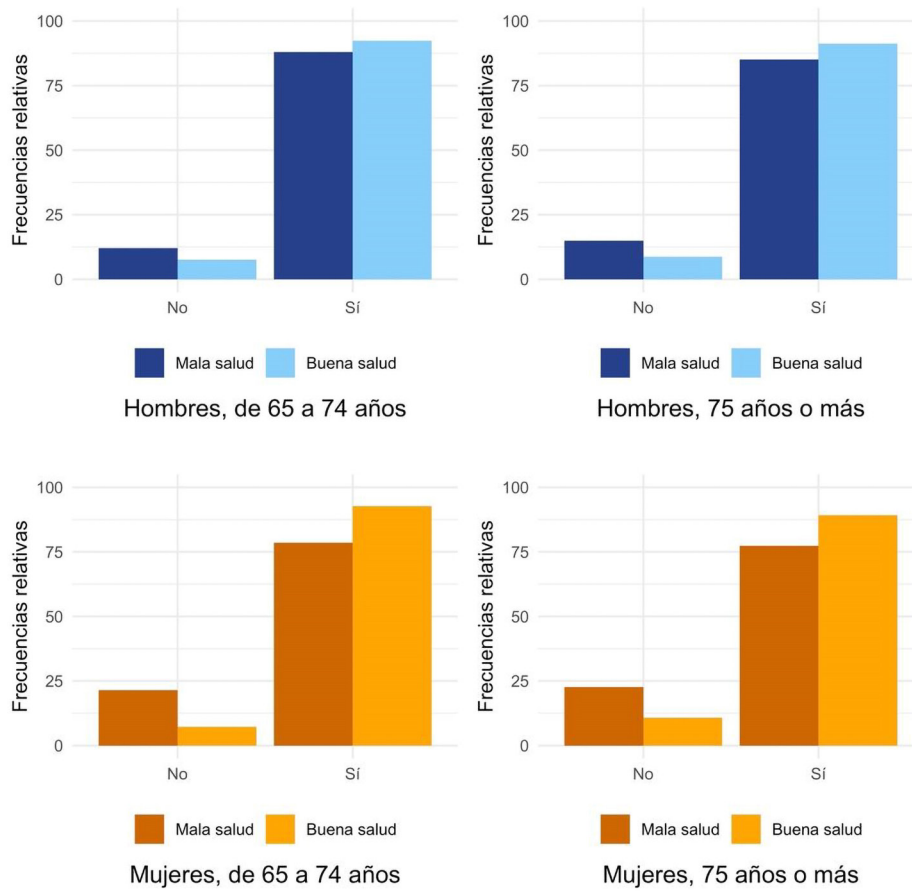 Frecuencias relativas
100
75
50
25
0
No Sí
Mala salud Buena salud
Hombres, de 65 a 74 años
Frecuencias relativas
100
75
50
25
0
No Sí
Mala salud Buena salud
Hombres, 75 años o más
Frecuencias relativas
100
75
50
25
0
No Sí
Mala salud Buena salud
Mujeres, de 65 a 74 años
Frecuencias relativas
100
75
50
25
0
No Sí
Mala salud Buena salud
Mujeres, 75 años o más